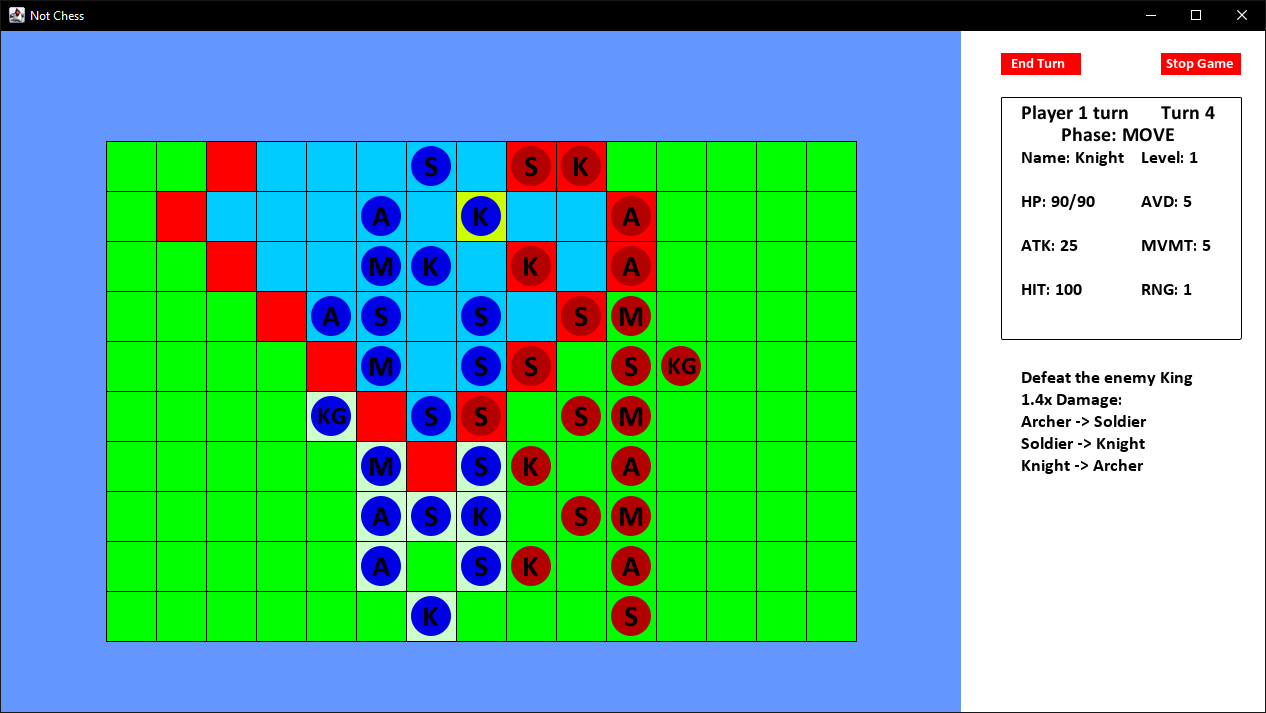 Not Chess
End Turn Stop Game
Player 1 turn Turn 4
Phase: MOVE
Name: Knight Level: 1
HP: 90/90 AVD: 5
ATK: 25 MVMT: 5
HIT: 100 RNG: 1
Defeat the enemy King
1.4x Damage:
Archer -> Soldier
Soldier -> Knight
Knight -> Archer
S S K
A K A
M K K A
A S S S M
M S S S KG
KG S S S M
M S K A
A S K S M
A S K A
K S